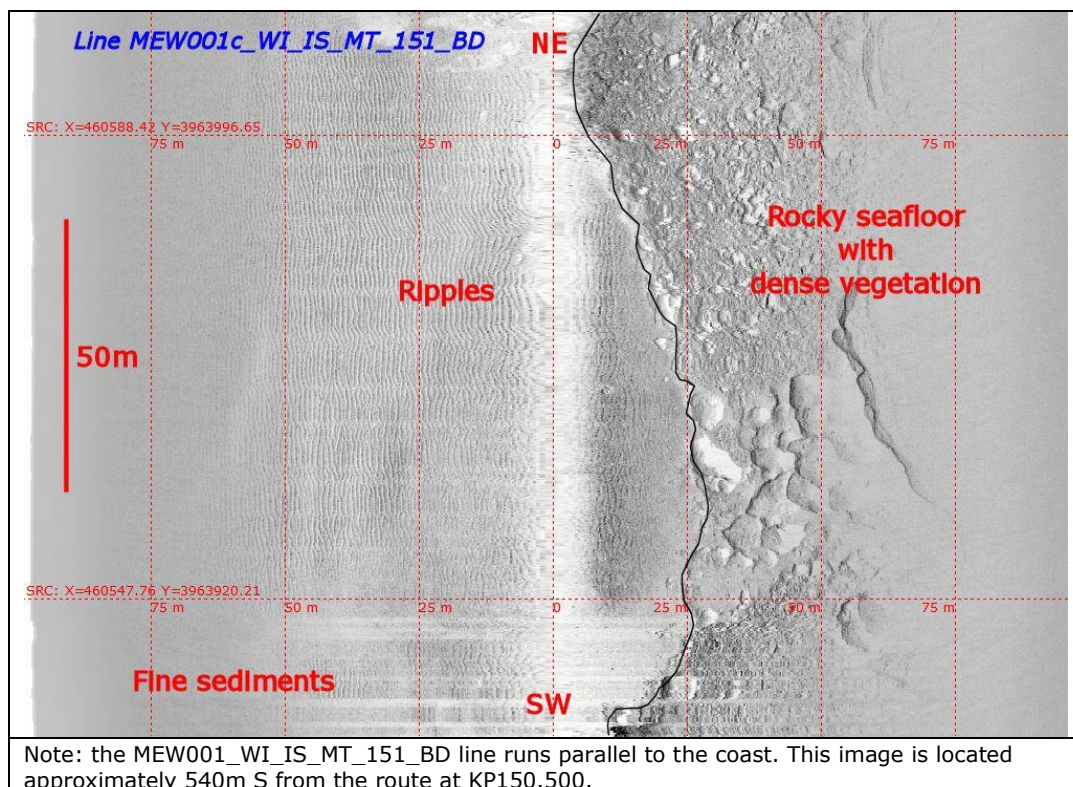 Line MEW001c_WI_IS_MT_151_BD
NE
SRC: X=460588.42 Y=3963996.65
75 m 50 m 25 m 0 25 m 50 m 75 m
Rocky seafloor
with
dense vegetation
Ripples
50m
SRC: X=460547.76 Y=3963920.21
75 m 50 m 25 m 0 25 m 50 m 75 m
Fine sediments
SW
Note: the MEW001_WI_IS_MT_151_BD line runs parallel to the coast. This image is located
approximately 540m S from the route at KP150.500.